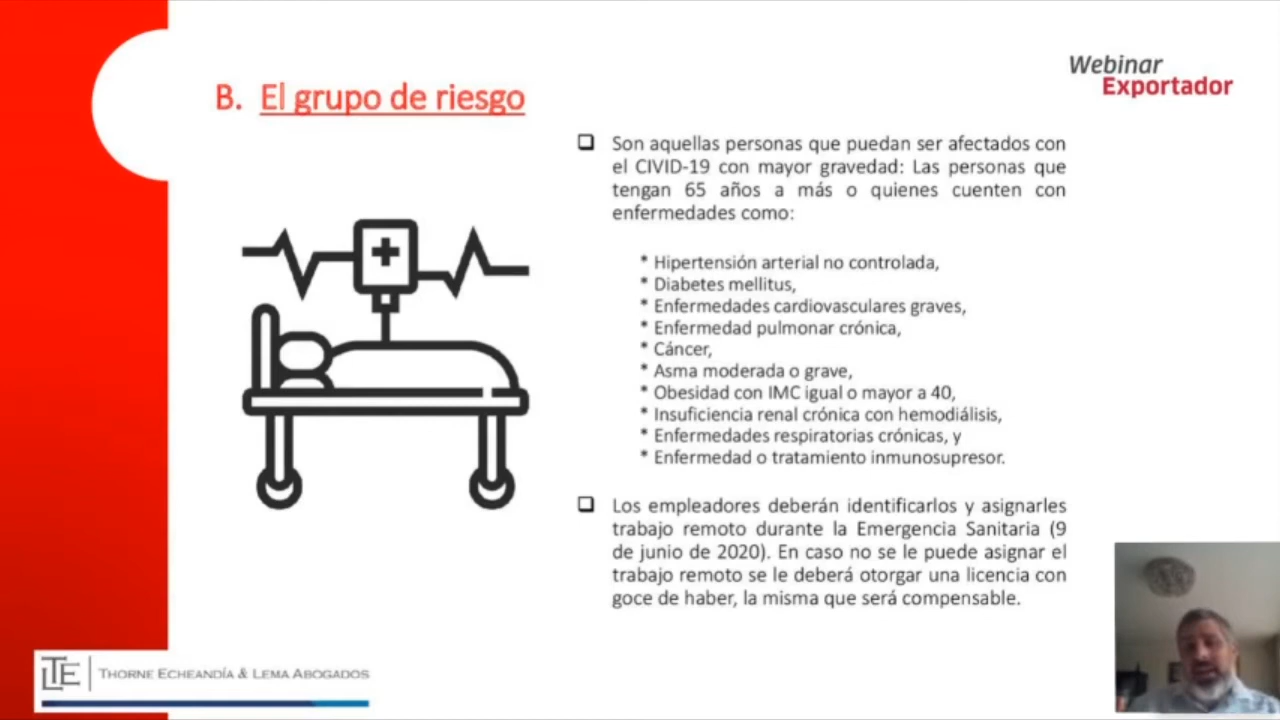 Webinar
Exportador
B. El grupo de riesgo
❑ Son aquellas personas que puedan ser afectados con
el CIVID-19 con mayor gravedad: Las personas que
tengan 65 años a más o quienes cuenten con
enfermedades como:
* Hipertensión arterial no controlada,
* Diabetes mellitus,
* Enfermedades cardiovasculares graves,
* Enfermedad pulmonar crónica,
* Cáncer,
* Asma moderada o grave,
* Obesidad con IMC igual o mayor a 40,
* Insuficiencia renal crónica con hemodiálisis,
* Enfermedades respiratorias crónicas, y
* Enfermedad o tratamiento inmunosupresor.
❑ Los empleadores deberán identificarlos y asignarles
trabajo remoto durante la Emergencia Sanitaria (9
de junio de 2020). En caso no se le puede asignar el
trabajo remoto se le deberá otorgar una licencia con
goce de haber, la misma que será compensable.
LTE THORNE ECHEANDÍA & LEMA ABOGADOS